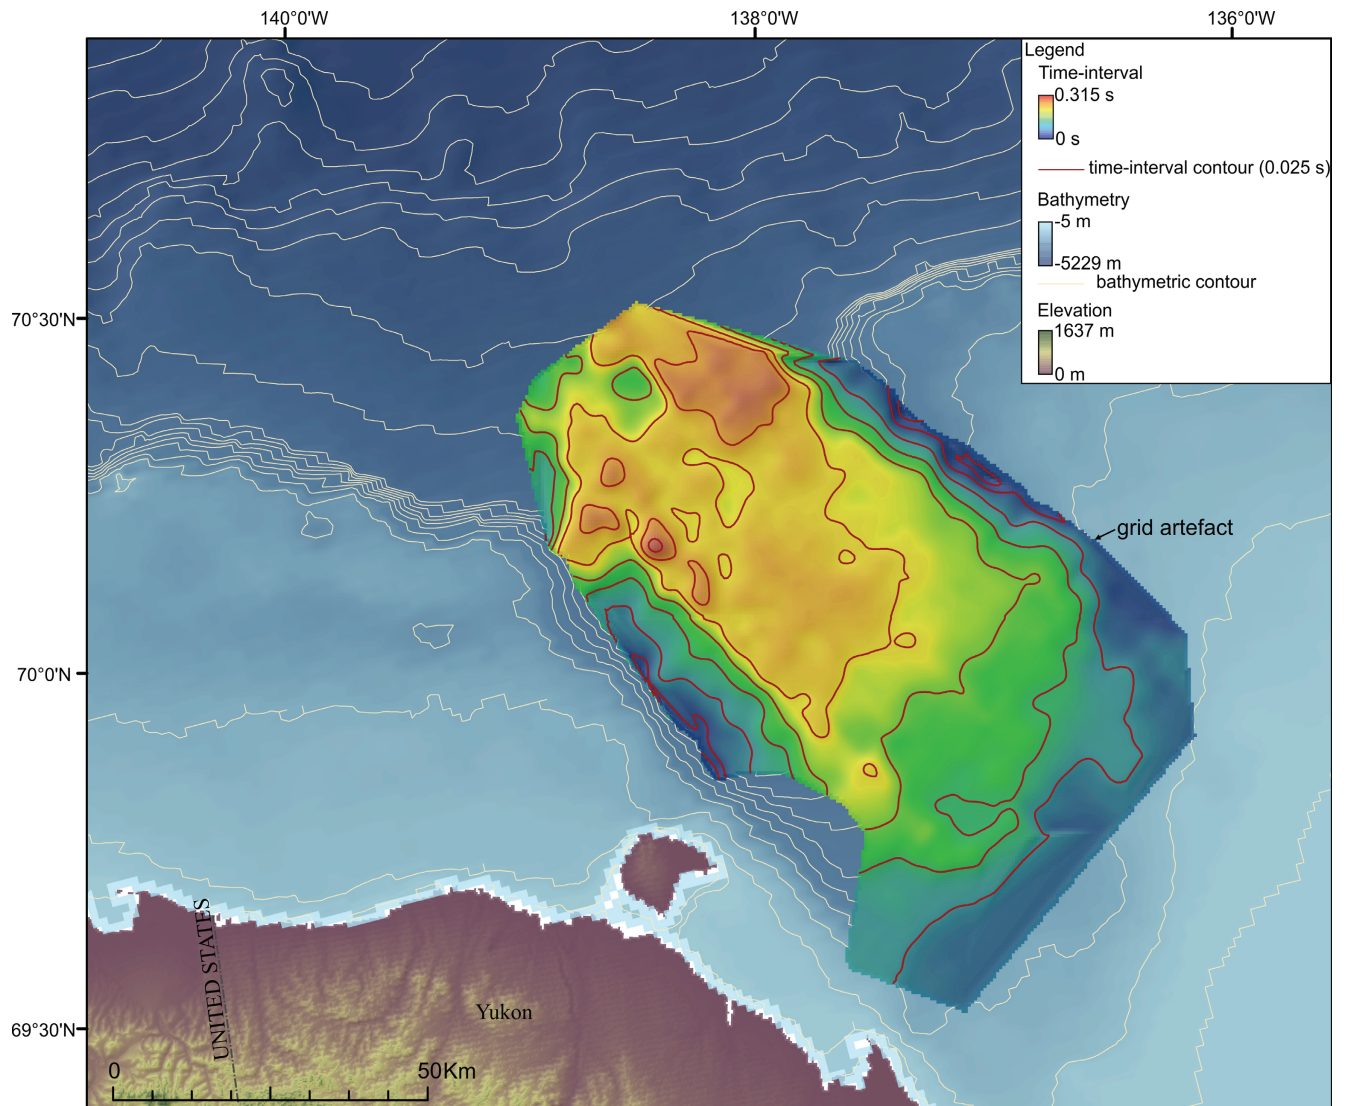 140°0'W
138°0'W
136°0'W
Legend
Time-interval
0.315 s
0 s
time-interval contour (0.025 s)
Bathymetry
-5 m
-5229 m
bathymetric contour
Elevation
1637 m
0 m
70°30'N
grid artefact
70°0'N
UNITED STATES
Yukon
69°30'N
0
50Km